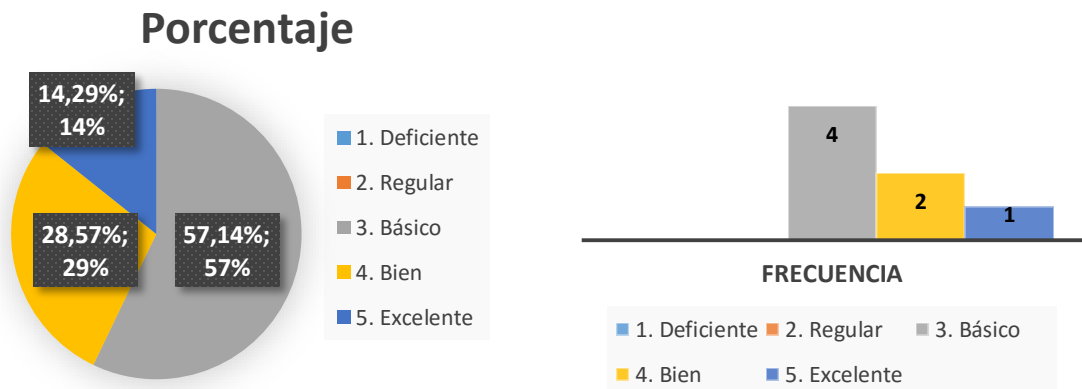 Porcentaje
14,29%;
14%
28,57%;
29%
57,14%;
57%
1. Deficiente
2. Regular
3. Básico
4. Bien
5. Excelente
4
2
1
FRECUENCIA
1. Deficiente 2. Regular 3. Básico
4. Bien 5. Excelente